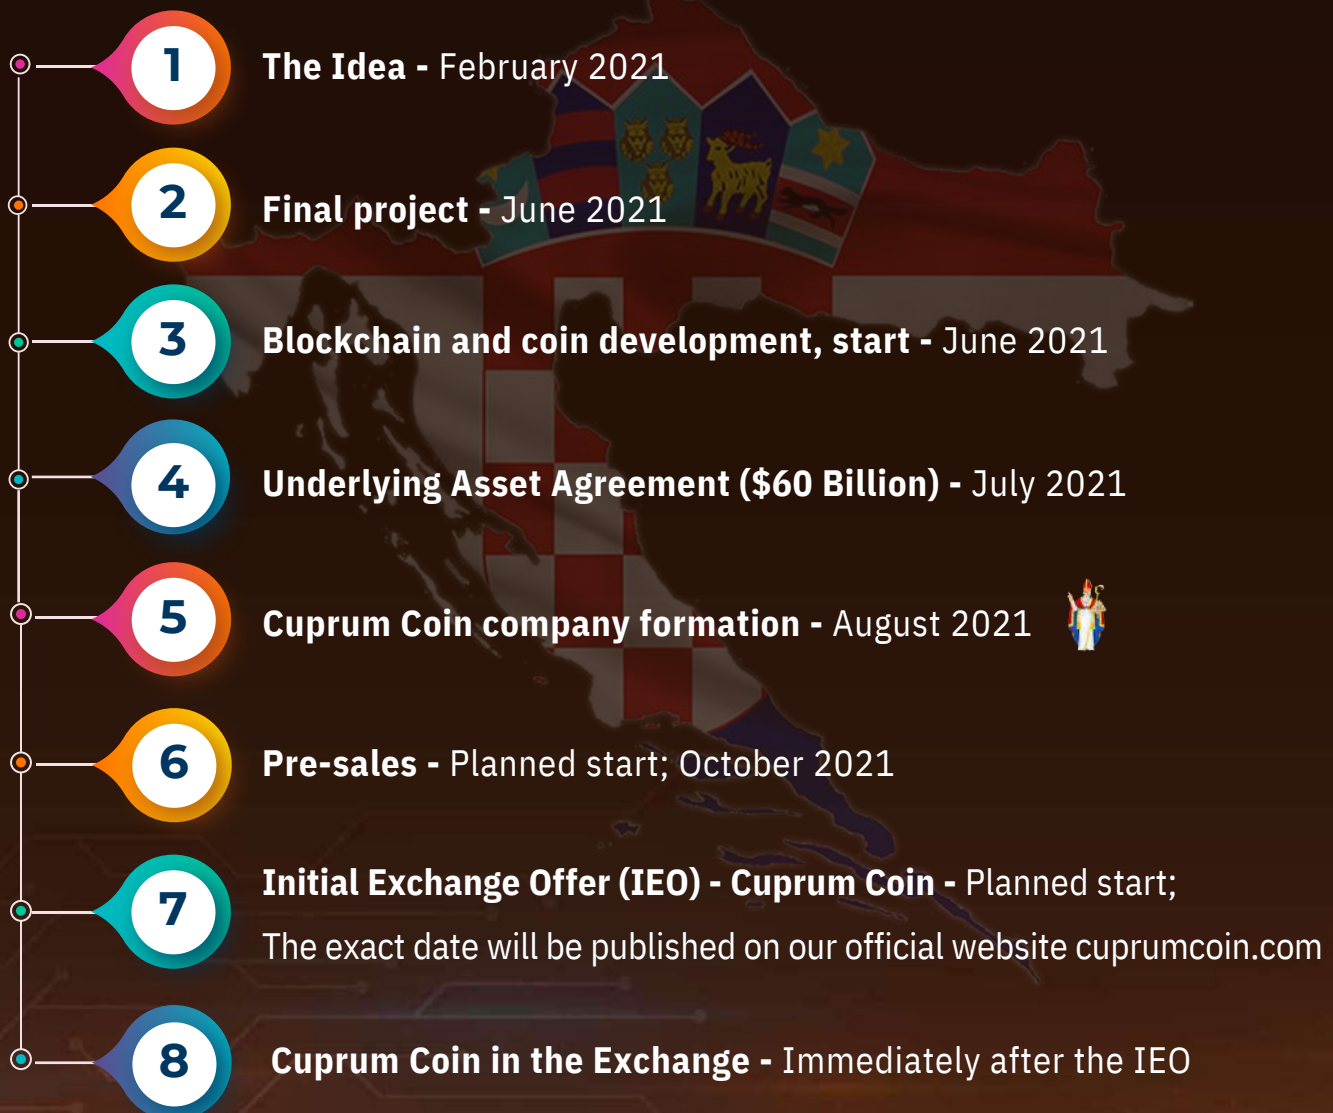 1
The Idea - February 2021
2
Final project - June 2021
3
Blockchain and coin development, start - June 2021
4
Underlying Asset Agreement ($60 Billion) - July 2021
5
Cuprum Coin company formation - August 2021
6
Pre-sales - Planned start; October 2021
7
Initial Exchange Offer (IEO) - Cuprum Coin - Planned start;
The exact date will be published on our official website cuprumcoin.com
8
Cuprum Coin in the Exchange - Immediately after the IEO